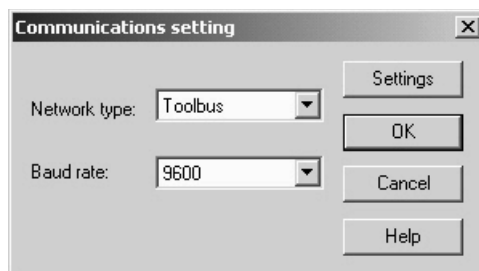 Communications setting
Settings
Network type: Toolbus
OK
Baud rate: 9600
Cancel
Help